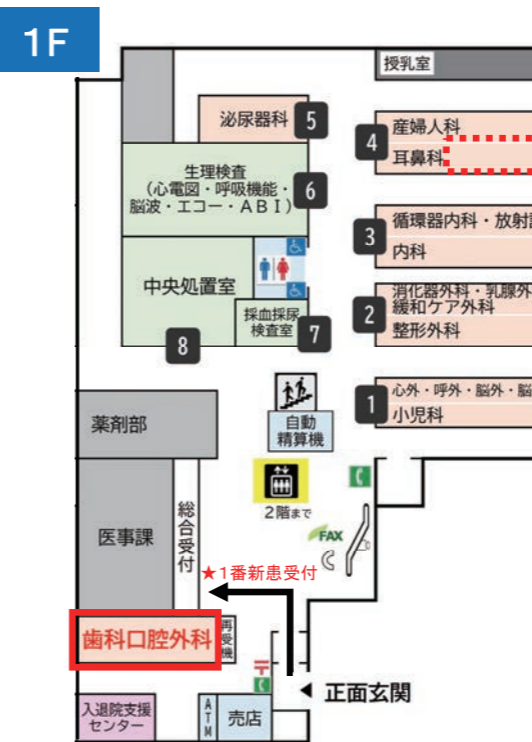 1F
授乳室
泌尿器科 5
4 産婦人科
耳鼻科
生理検査
(心電図・呼吸機能・
脳波・エコー・ABI)
6
3 循環器内科・放射
内科
中央処置室
8
採血採尿
検査室
7
2 消化器外科・乳腺外
緩和ケア外科
整形外科
1 心外・呼外・脳外・脳
小児科
自動
精算機
薬剤部
2階まで
医事課
総合受付
FAX
★1番新患受付
歯科口腔外科
再受機
正面玄関
入退院支援
センター
ATM
売店